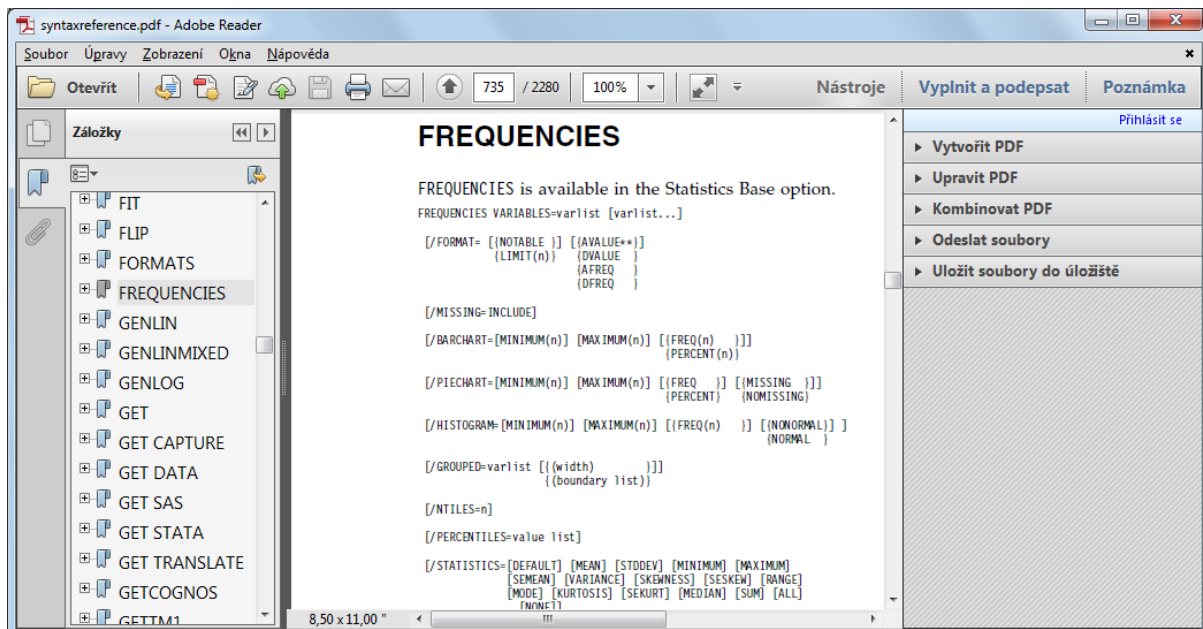 syntaxreference.pdf - Adobe Reader
Soubor Úpravy Zobrazení Okna Nápověda
Otevřít 735 / 2280 100% Nástroje Vyplnit a podepsat Poznámka
Přihlásit se
Záložky
FIT
FLIP
FORMATS
FREQUENCIES
GENLIN
GENLINMIXED
GENLOG
GET
GET CAPTURE
GET DATA
GET SAS
GET STATA
GET TRANSLATE
GETCOGNOS
GETTM1
FREQUENCIES
FREQUENCIES is available in the Statistics Base option.
FREQUENCIES VARIABLES=varlist [varlist...]
[/FORMAT= [{NOTABLE }] [{AVALUE**}]
{LIMIT(n)} {DVALUE }
{AFREQ }
{DFREQ }
[/MISSING=INCLUDE]
[/BARCHART=[MINIMUM(n)] [MAXIMUM(n)] [{FREQ(n) }]]
{PERCENT(n)}
[/PIECHART=[MINIMUM(n)] [MAXIMUM(n)] [{FREQ }] [{MISSING }]]
{PERCENT} {NOMISSING}
[/HISTOGRAM=[MINIMUM(n)] [MAXIMUM(n)] [{FREQ(n) }] [{NONORMAL}] ]
{NORMAL }
[/GROUPED=varlist [{(width) }]]
{(boundary list)}
[/NTILES=n]
[/PERCENTILES=value list]
[/STATISTICS=[DEFAULT] [MEAN] [STDDEV] [MINIMUM] [MAXIMUM]
[SEMEAN] [VARIANCE] [SKEWNESS] [SESKEW] [RANGE]
[MODE] [KURTOSIS] [SEKURT] [MEDIAN] [SUM] [ALL]
[NONE]]
8,50 x 11,00 "
Vytvořit PDF
Upravit PDF
Kombinovat PDF
Odeslat soubory
Uložit soubory do úložiště